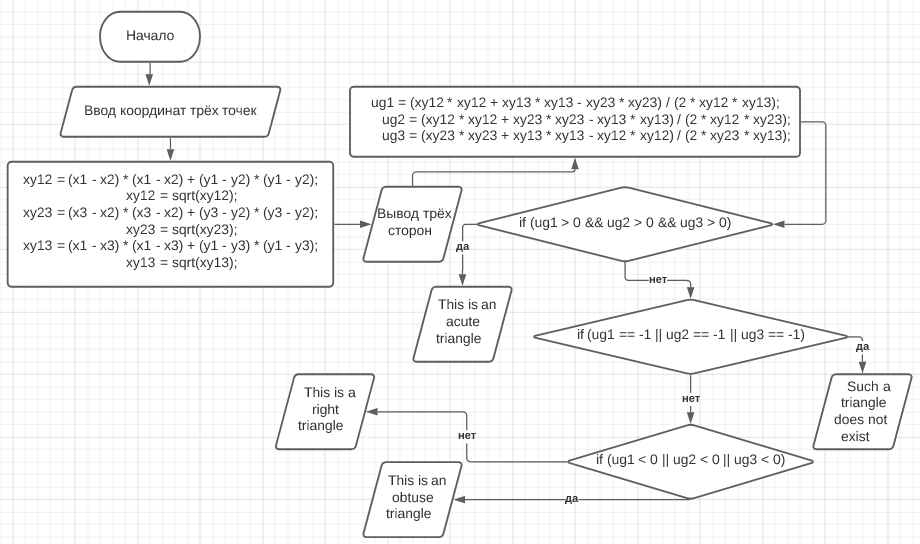 Начало
Ввод координат трёх точек
xy12 = (x1 - x2) * (x1 - x2) + (y1 - y2) * (y1 - y2);
xy12 = sqrt(xy12);
xy23 = (x3 - x2) * (x3 - x2) + (y3 - y2) * (y3 - y2);
xy23 = sqrt(xy23);
xy13 = (x1 - x3) * (x1 - x3) + (y1 - y3) * (y1 - y3);
xy13 = sqrt(xy13);
Вывод трёх
сторон
ug1 = (xy12 * xy12 + xy13 * xy13 - xy23 * xy23) / (2 * xy12 * xy13);
ug2 = (xy12 * xy12 + xy23 * xy23 - xy13 * xy13) / (2 * xy12 * xy23);
ug3 = (xy23 * xy23 + xy13 * xy13 - xy12 * xy12) / (2 * xy23 * xy13);
if (ug1 > 0 && ug2 > 0 && ug3 > 0)
да
This is an
acute
triangle
нет
if (ug1 == -1 || ug2 == -1 || ug3 == -1)
да
Such a
triangle
does not
exist
нет
if (ug1 < 0 || ug2 < 0 || ug3 < 0)
нет
This is a
right
triangle
да
This is an
obtuse
triangle